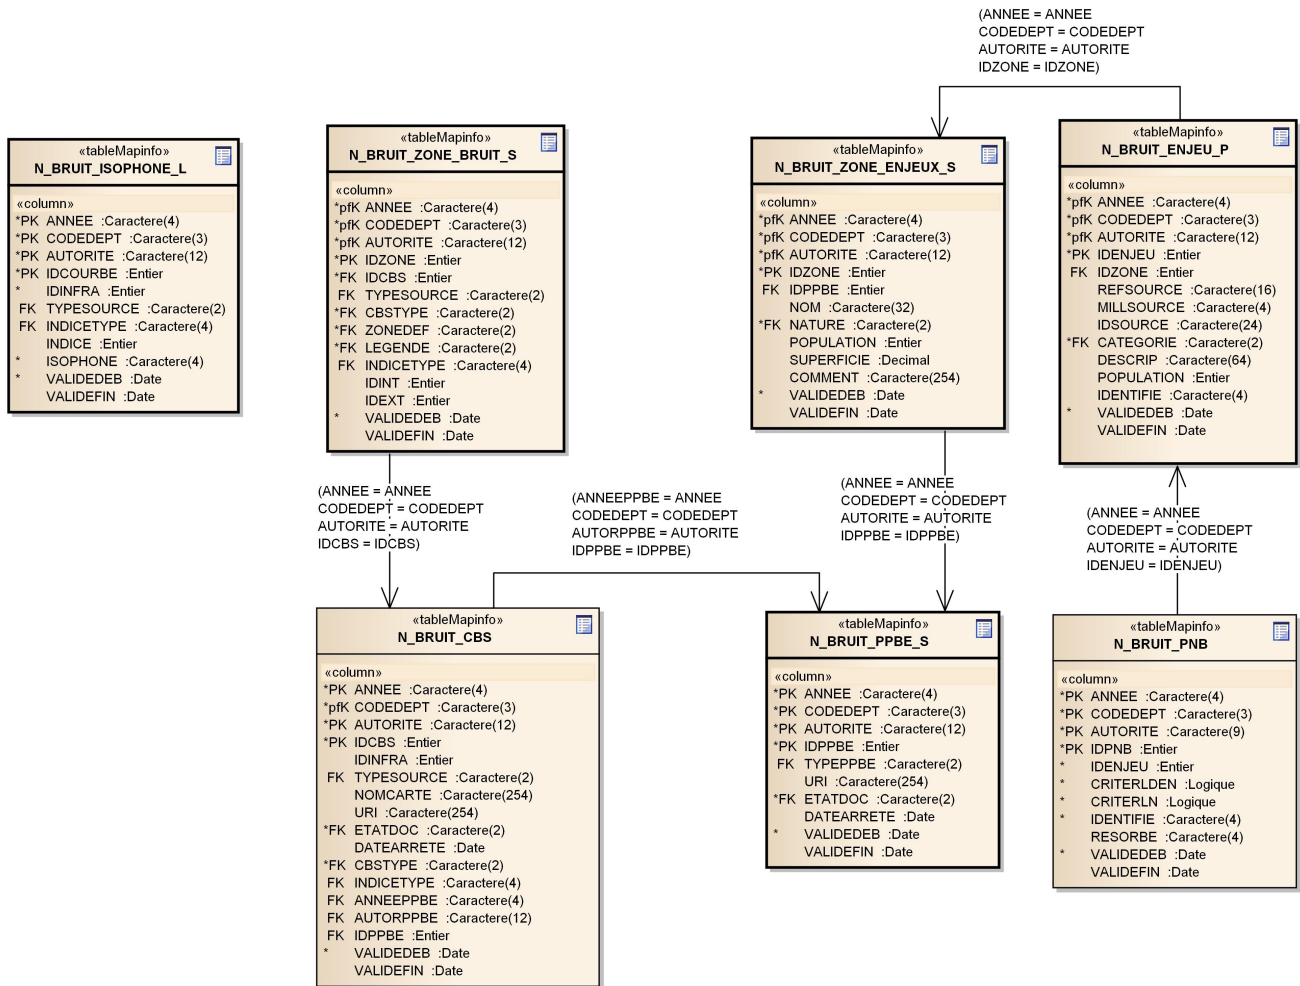 (ANNEE = ANNEE
CODEDEPT = CODEDEPT
AUTORITE = AUTORITE
IDZONE = IDZONE)
«tableMapinfo»
N_BRUIT_ISOPHONE_L
«column»
*PK ANNEE :Caractere(4)
*PK CODEDEPT :Caractere(3)
*PK AUTORITE :Caractere(12)
*PK IDCOURBE :Entier
* IDINFRA :Entier
FK TYPESOURCE :Caractere(2)
FK INDICETYPE :Caractere(4)
INDICE :Entier
* ISOPHONE :Caractere(4)
* VALIDEDEB :Date
VALIDEFIN :Date
«tableMapinfo»
N_BRUIT_ZONE_BRUIT_S
«column»
*pfK ANNEE :Caractere(4)
*pfK CODEDEPT :Caractere(3)
*pfK AUTORITE :Caractere(12)
*PK IDZONE :Entier
*FK IDCBS :Entier
FK TYPESOURCE :Caractere(2)
*FK CBSTYPE :Caractere(2)
*FK ZONEDEF :Caractere(2)
*FK LEGENDE :Caractere(2)
FK INDICETYPE :Caractere(4)
IDINT :Entier
IDEXT :Entier
* VALIDEDEB :Date
VALIDEFIN :Date
«tableMapinfo»
N_BRUIT_ZONE_ENJEUX_S
«column»
*pfK ANNEE :Caractere(4)
*pfK CODEDEPT :Caractere(3)
*pfK AUTORITE :Caractere(12)
*PK IDZONE :Entier
FK IDPPBE :Entier
NOM :Caractere(32)
*FK NATURE :Caractere(2)
POPULATION :Entier
SUPERFICIE :Decimal
COMMENT :Caractere(254)
* VALIDEDEB :Date
VALIDEFIN :Date
«tableMapinfo»
N_BRUIT_ENJEU_P
«column»
*pfK ANNEE :Caractere(4)
*pfK CODEDEPT :Caractere(3)
*pfK AUTORITE :Caractere(12)
*PK IDENJEU :Entier
FK IDZONE :Entier
REFSOURCE :Caractere(16)
MILLSOURCE :Caractere(4)
IDSOURCE :Caractere(24)
*FK CATEGORIE :Caractere(2)
DESCRIP :Caractere(64)
POPULATION :Entier
IDENTIFIE :Caractere(4)
* VALIDEDEB :Date
VALIDEFIN :Date
(ANNEE = ANNEE
CODEDEPT = CODEDEPT
AUTORITE = AUTORITE
IDCBS = IDCBS)
(ANNEEPPBE = ANNEE
CODEDEPT = CODEDEPT
AUTORPPBE = AUTORITE
IDPPBE = IDPPBE)
(ANNEE = ANNEE
CODEDEPT = CODEDEPT
AUTORITE = AUTORITE
IDPPBE = IDPPBE)
(ANNEE = ANNEE
CODEDEPT = CODEDEPT
AUTORITE = AUTORITE
IDENJEU = IDENJEU)
«tableMapinfo»
N_BRUIT_CBS
«column»
*PK ANNEE :Caractere(4)
*pfK CODEDEPT :Caractere(3)
*PK AUTORITE :Caractere(12)
*PK IDCBS :Entier
IDINFRA :Entier
FK TYPESOURCE :Caractere(2)
NOMCARTE :Caractere(254)
URI :Caractere(254)
*FK ETATDOC :Caractere(2)
DATEARRETE :Date
*FK CBSTYPE :Caractere(2)
FK INDICETYPE :Caractere(4)
FK ANNEEPPBE :Caractere(4)
FK AUTORPPBE :Caractere(12)
FK IDPPBE :Entier
* VALIDEDEB :Date
VALIDEFIN :Date
«tableMapinfo»
N_BRUIT_PPBE_S
«column»
*PK ANNEE :Caractere(4)
*PK CODEDEPT :Caractere(3)
*PK AUTORITE :Caractere(12)
*PK IDPPBE :Entier
FK TYPEPPBE :Caractere(2)
URI :Caractere(254)
*FK ETATDOC :Caractere(2)
DATEARRETE :Date
* VALIDEDEB :Date
VALIDEFIN :Date
«tableMapinfo»
N_BRUIT_PNB
«column»
*PK ANNEE :Caractere(4)
*PK CODEDEPT :Caractere(3)
*PK AUTORITE :Caractere(9)
*PK IDPNB :Entier
* IDENJEU :Entier
* CRITERLDEN :Logique
* CRITERLN :Logique
* IDENTIFIE :Caractere(4)
RESORBE :Caractere(4)
* VALIDEDEB :Date
VALIDEFIN :Date